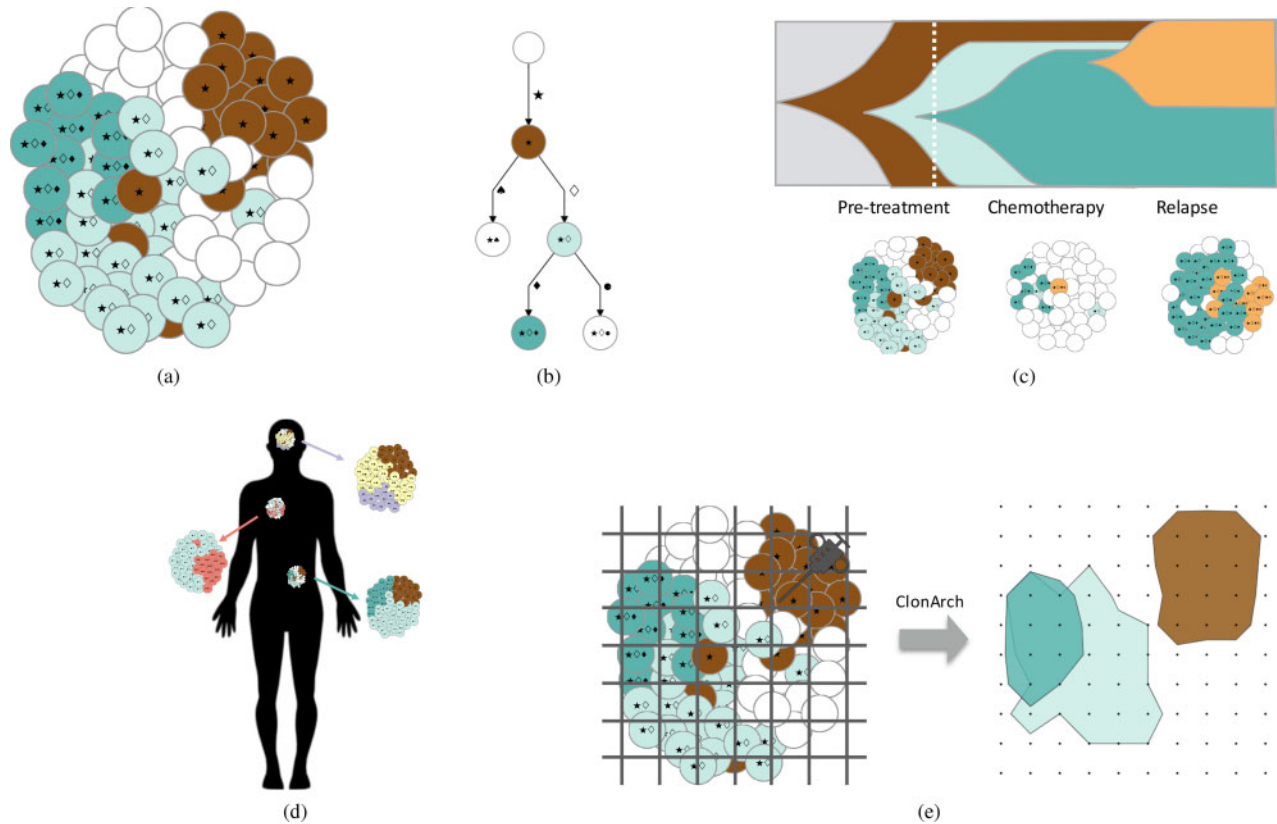 (a)
(b)
Pre-treatment Chemotherapy Relapse
(c)
(d)
ClonArch
(e)